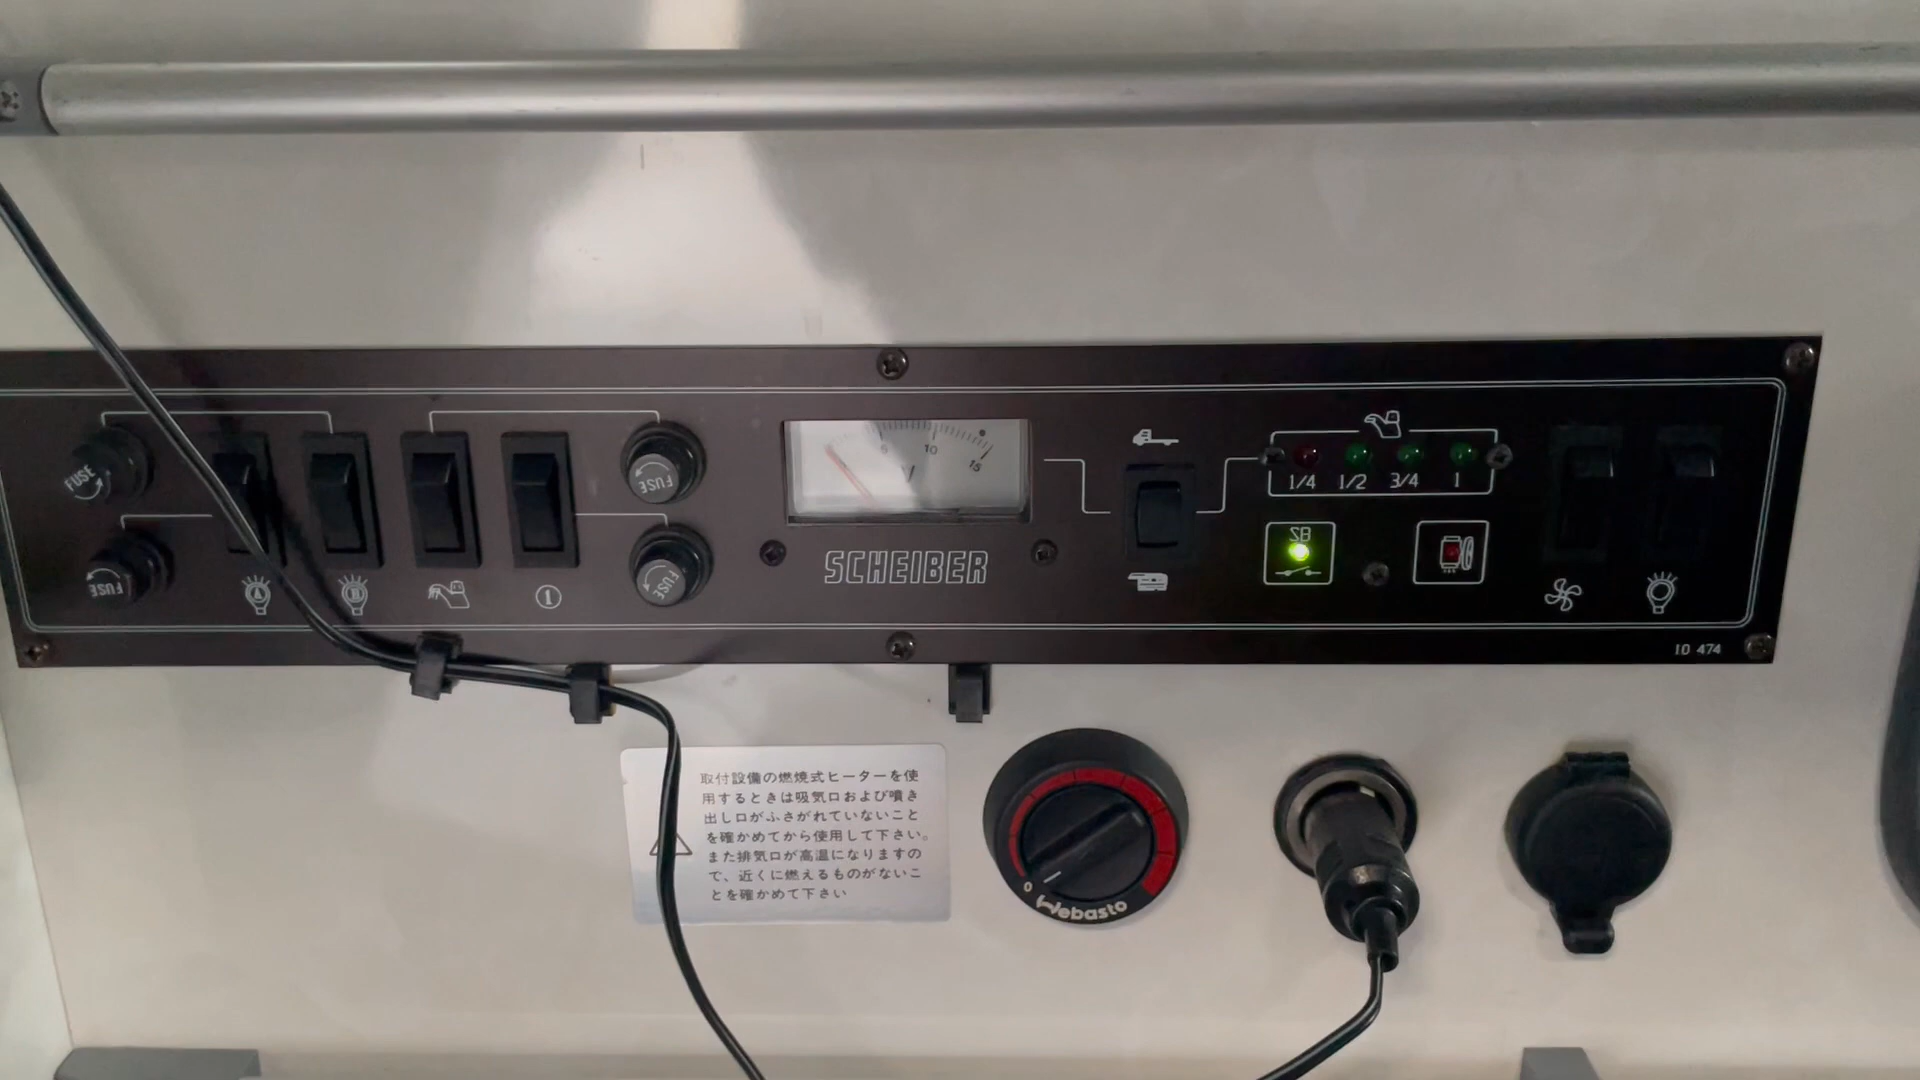 FUSE
FUSE
A
B
1
FUSE
FUSE
5 10 15
V
SCHEIBER
1/4 1/2 3/4 1
SB
10 474
取付設備の燃焼式ヒーターを使
用するときは吸気口および噴き
出し口がふさがれていないこと
を確かめてから使用して下さい。
また排気口が高温になりますの
で、近くに燃えるものがないこ
とを確かめて下さい
0
Webasto